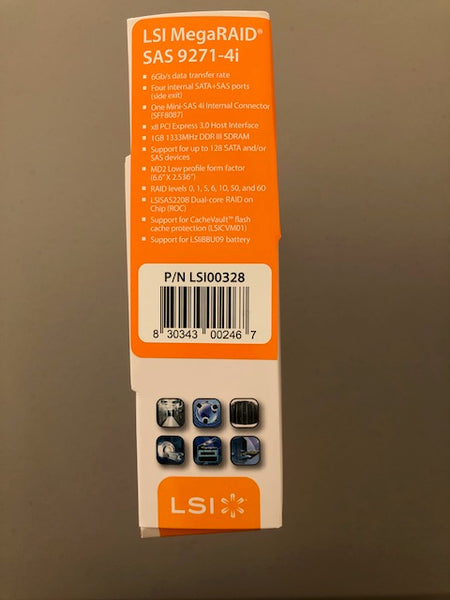 LSI MegaRAID®
SAS 9271-4i
6Gb/s data transfer rate
Four internal SATA+SAS ports
(side exit)
One Mini-SAS 4i Internal Connector
(SFF8087)
x8 PCI Express 3.0 Host Interface
1GB 1333MHz DDR III SDRAM
Support for up to 128 SATA and/or
SAS devices
MD2 Low profile form factor
(6.6"X 2.536")
RAID levels 0, 1, 5, 6, 10, 50, and 60
LSISAS2208 Dual-core RAID on
Chip (ROC)
Support for CacheVault™ flash
cache protection (LSICVM01)
Support for LSIiBBU09 battery
P/N LSI00328
8 30343 00246 7
LSI